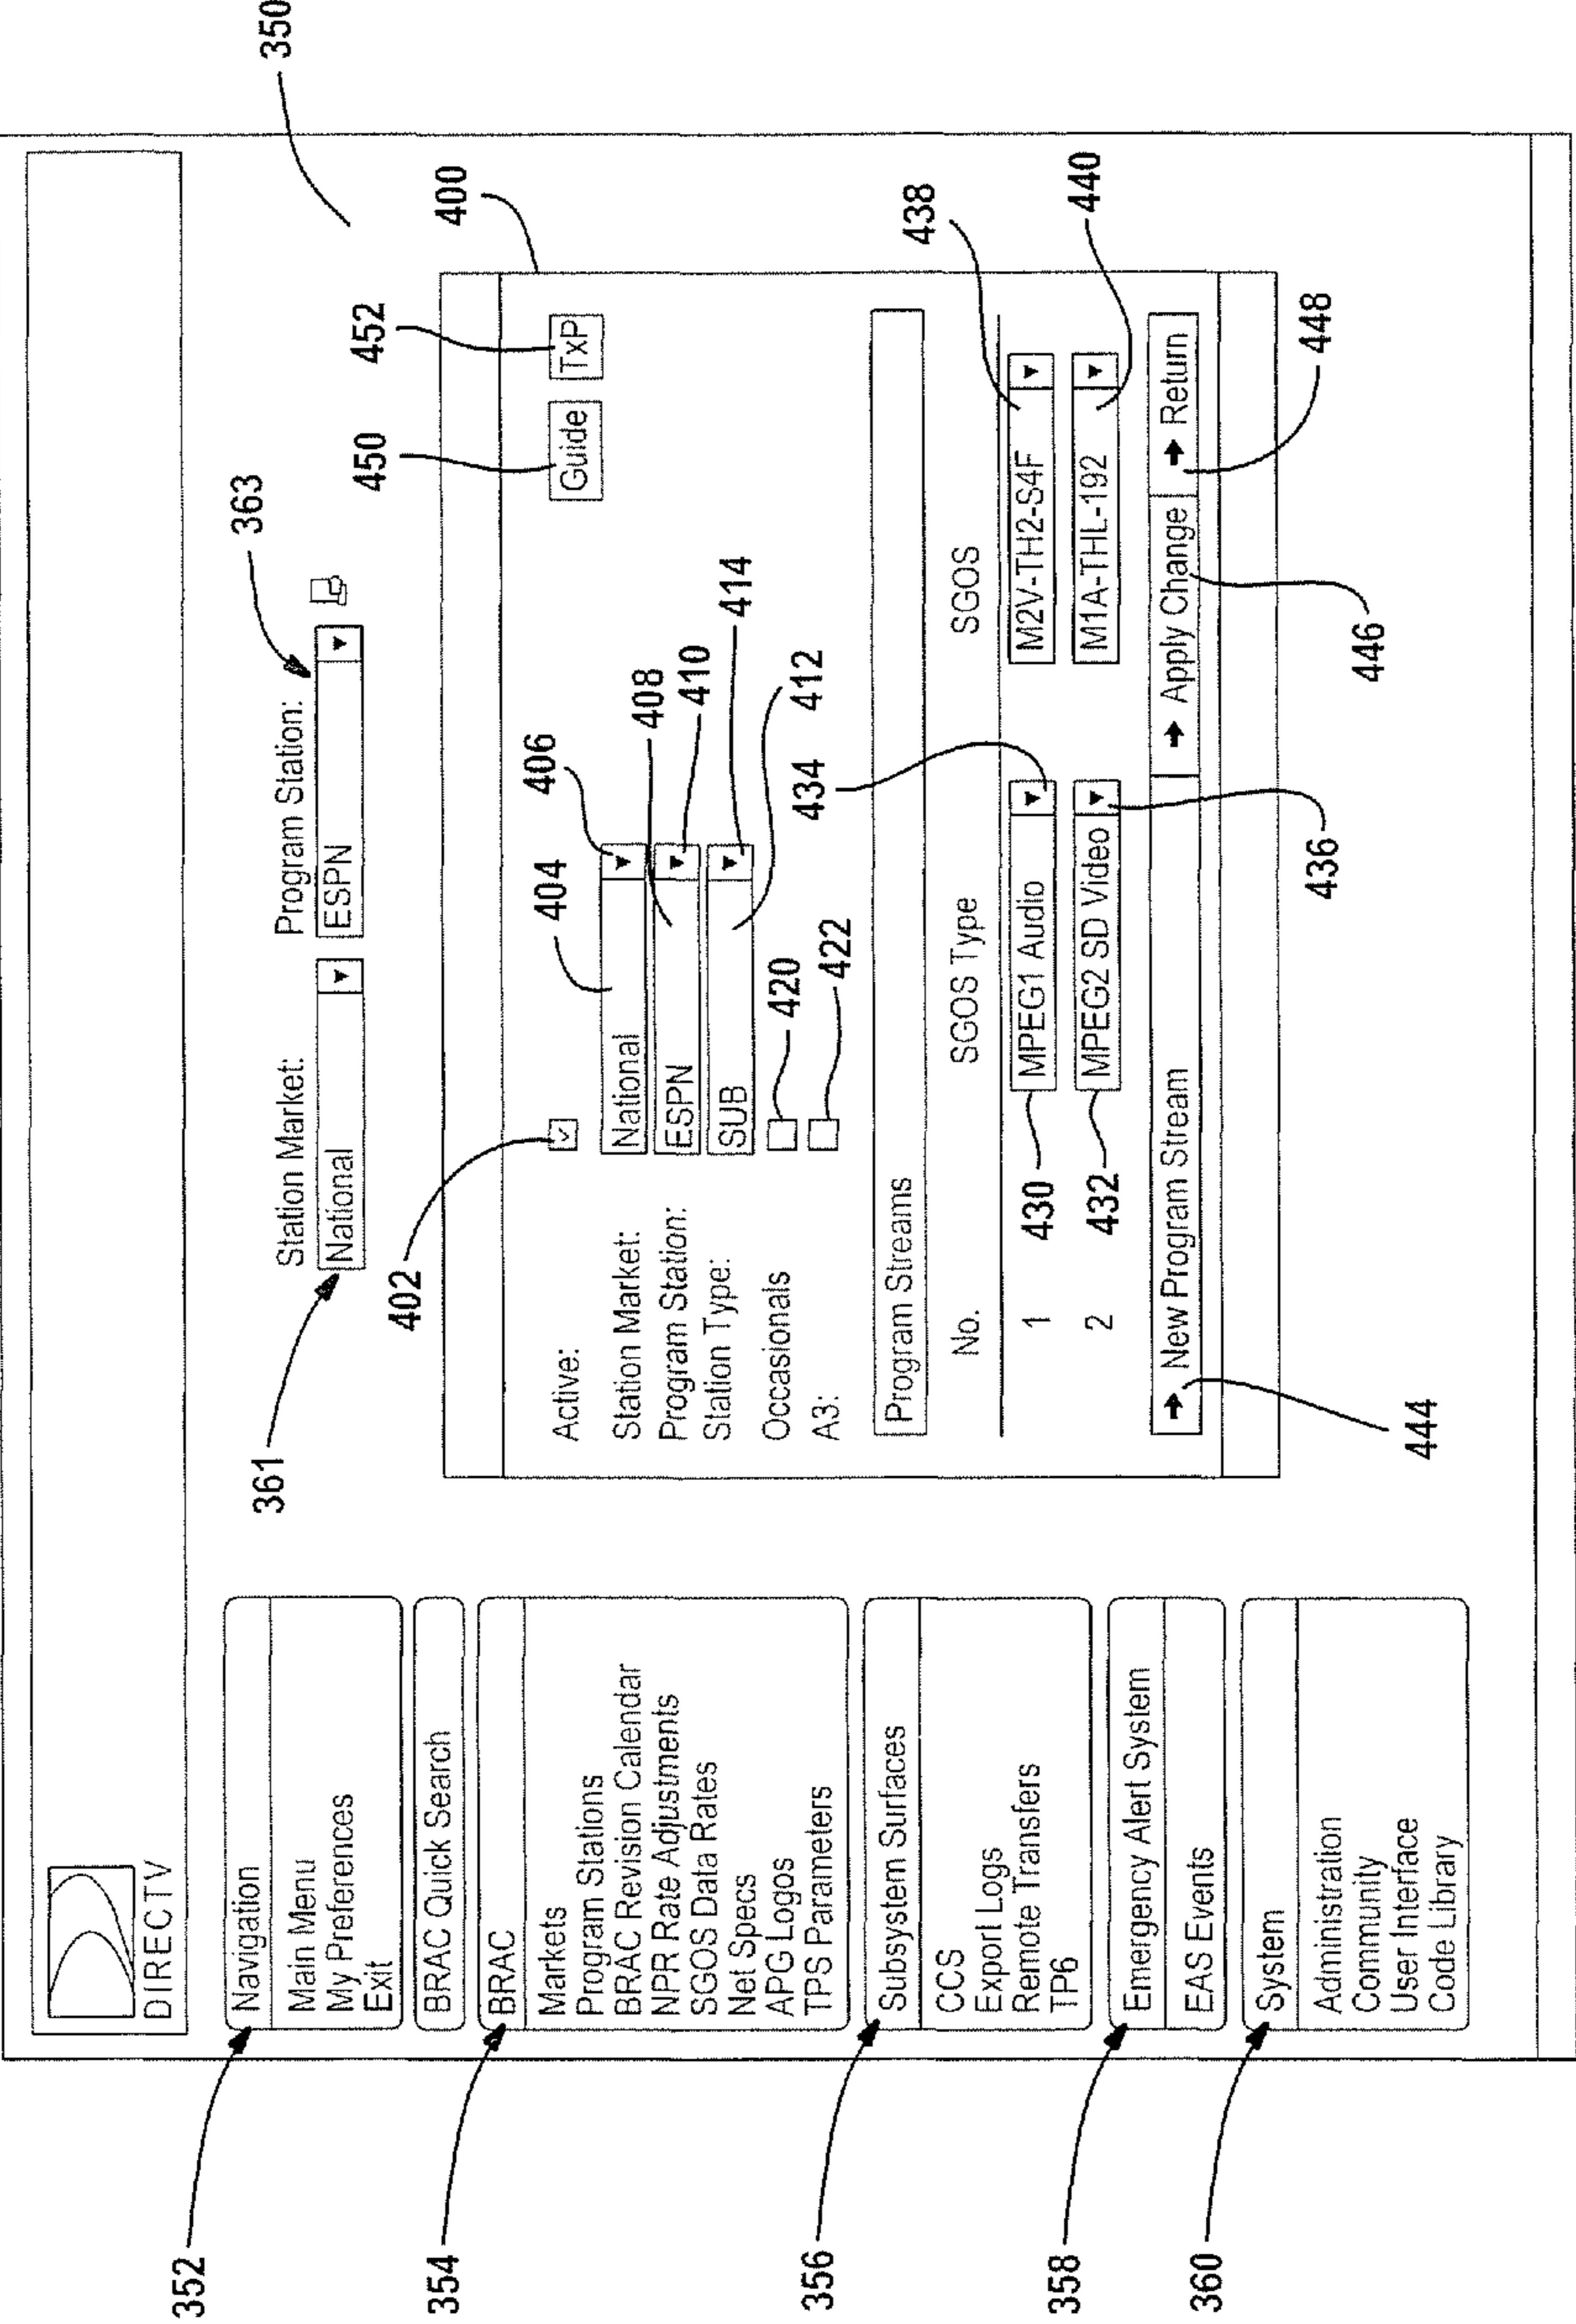 350
DIRECTV
352
Navigation
Main Menu
My Preferences
Exit
BRAC Quick Search
354
BRAC
Markets
Program Stations
BRAC Revision Calendar
NPR Rate Adjustments
SGOS Data Rates
Net Specs
APG Logos
TPS Parameters
356
Subsystem Surfaces
CCS
Export Logs
Remote Transfers
TP6
358
Emergency Alert System
EAS Events
360
System
Administration
Community
User Interface
Code Library
361
Station Market:
National
Program Station:
ESPN
363
400
402
Active:
450
Guide
452
TxP
Station Market:
National
404
406
Program Station:
ESPN
408
410
Station Type:
SUB
412
414
Occasionals
420
A3:
422
Program Streams
No.
SGOS Type
SGOS
1
430
MPEG1 Audio
434
M2V-TH2-S4F
438
2
432
MPEG2 SD Video
436
M1A-THL-192
440
New Program Stream
Apply Change
Return
444
446
448